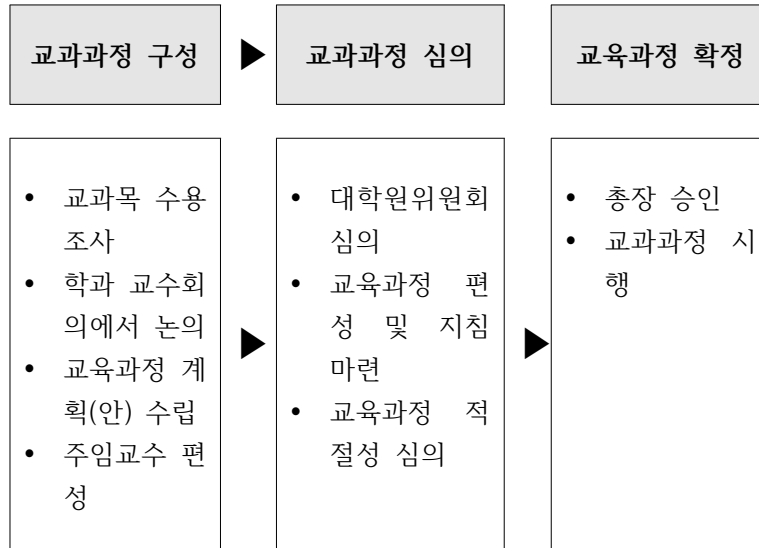 교과과정 구성 ▶ 교과과정 심의
교육과정 확정
• 교과목 수용
조사
• 학과 교수회
의에서 논의
• 교육과정 계
획(안) 수립
• 주임교수 편
성
▶
• 대학원위원회
심의
• 교육과정 편
성 및 지침
마련
• 교육과정 적
절성 심의
▶
• 총장 승인
• 교과과정 시
행